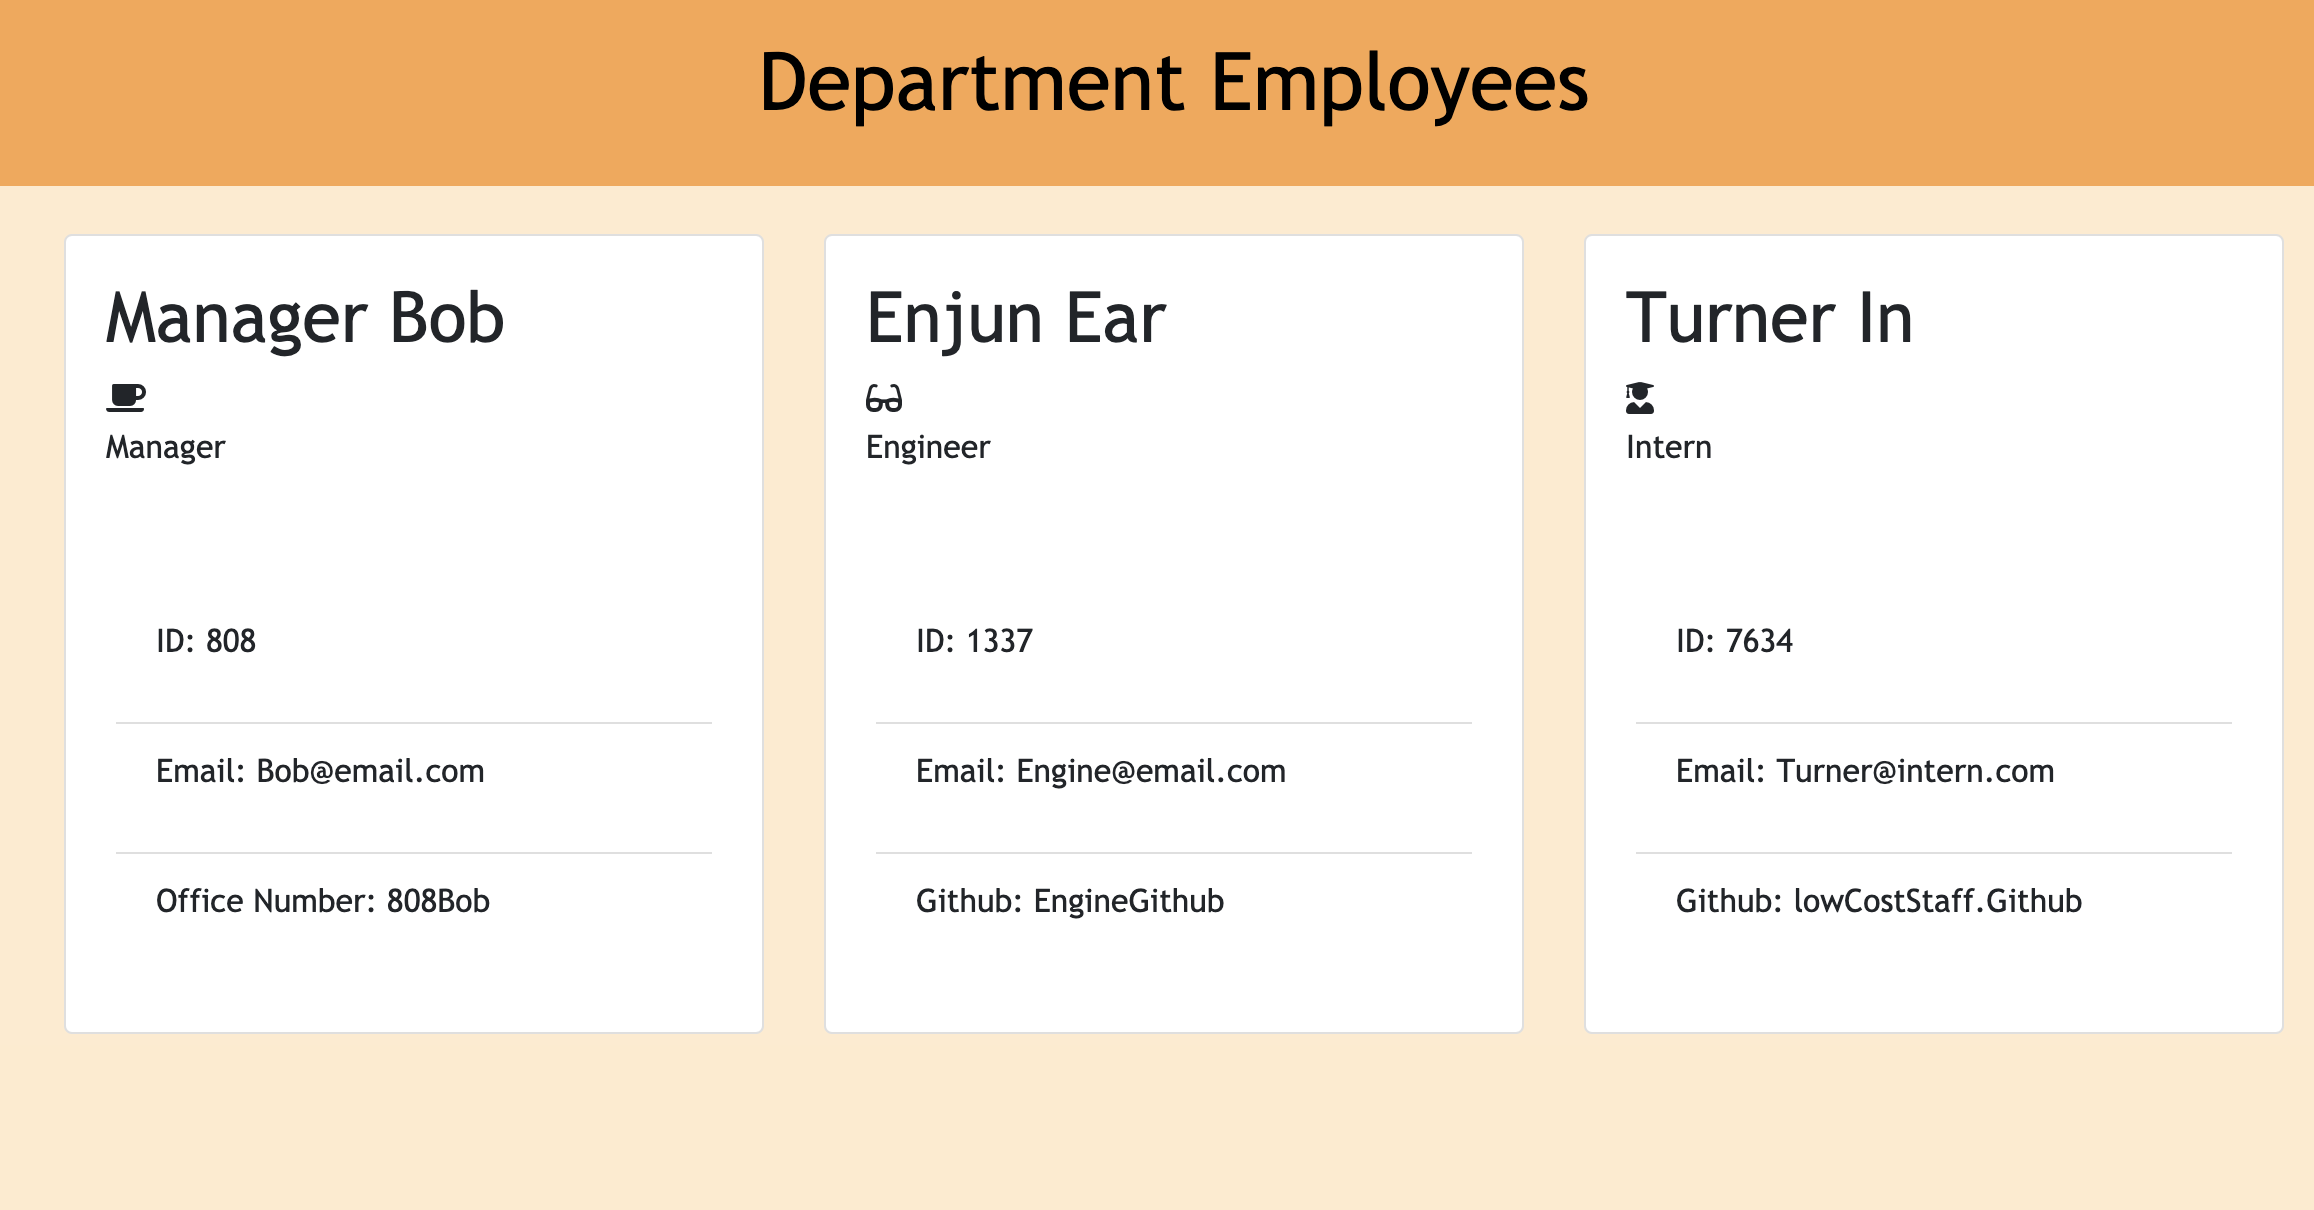 Department Employees
Manager Bob
Manager
ID: 808
Email: Bob@email.com
Office Number: 808Bob
Enjun Ear
Engineer
ID: 1337
Email: Engine@email.com
Github: EngineGithub
Turner In
Intern
ID: 7634
Email: Turner@intern.com
Github: lowCostStaff.Github